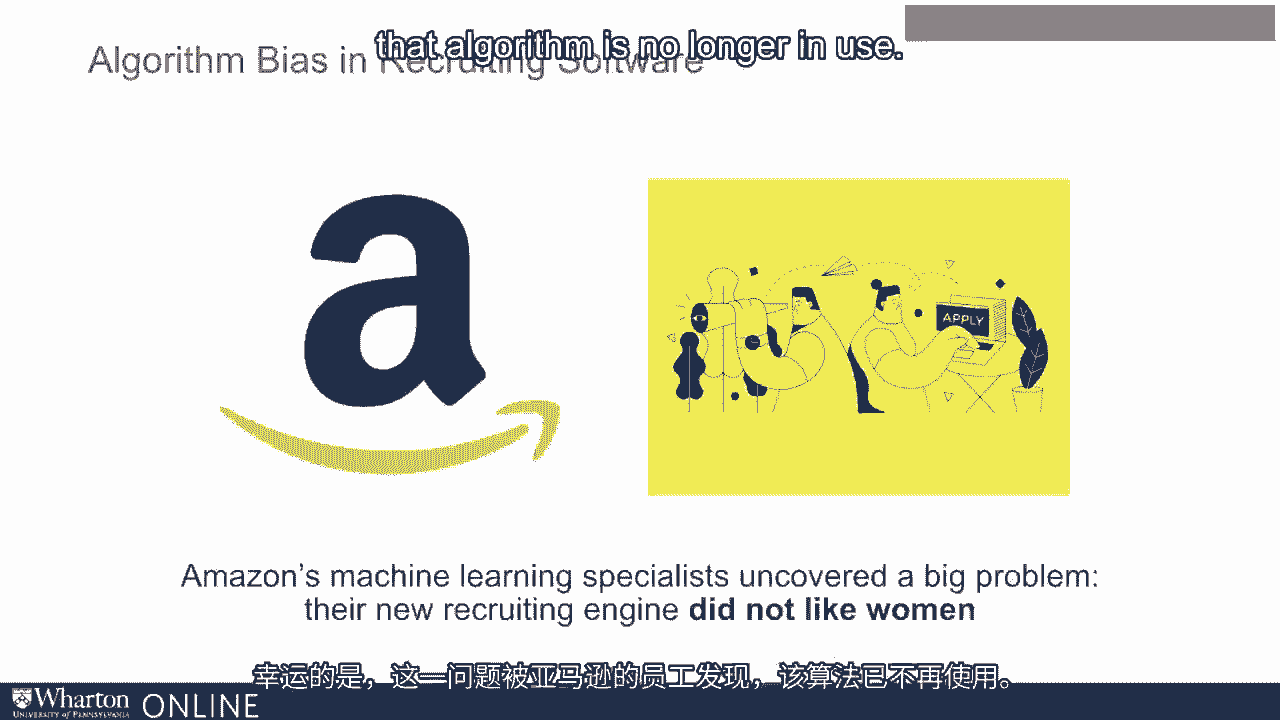 that algorithm is no longer in use.
Algorithm Bias in Recruiting Software
a
APPLY
Amazon's machine learning specialists uncovered a big problem:
their new recruiting engine did not like women
幸运的是，这一问题被亚马逊的员工发现，该算法已不再使用。
Wharton ONLINE
UNIVERSITY of PENNSYLVANIA